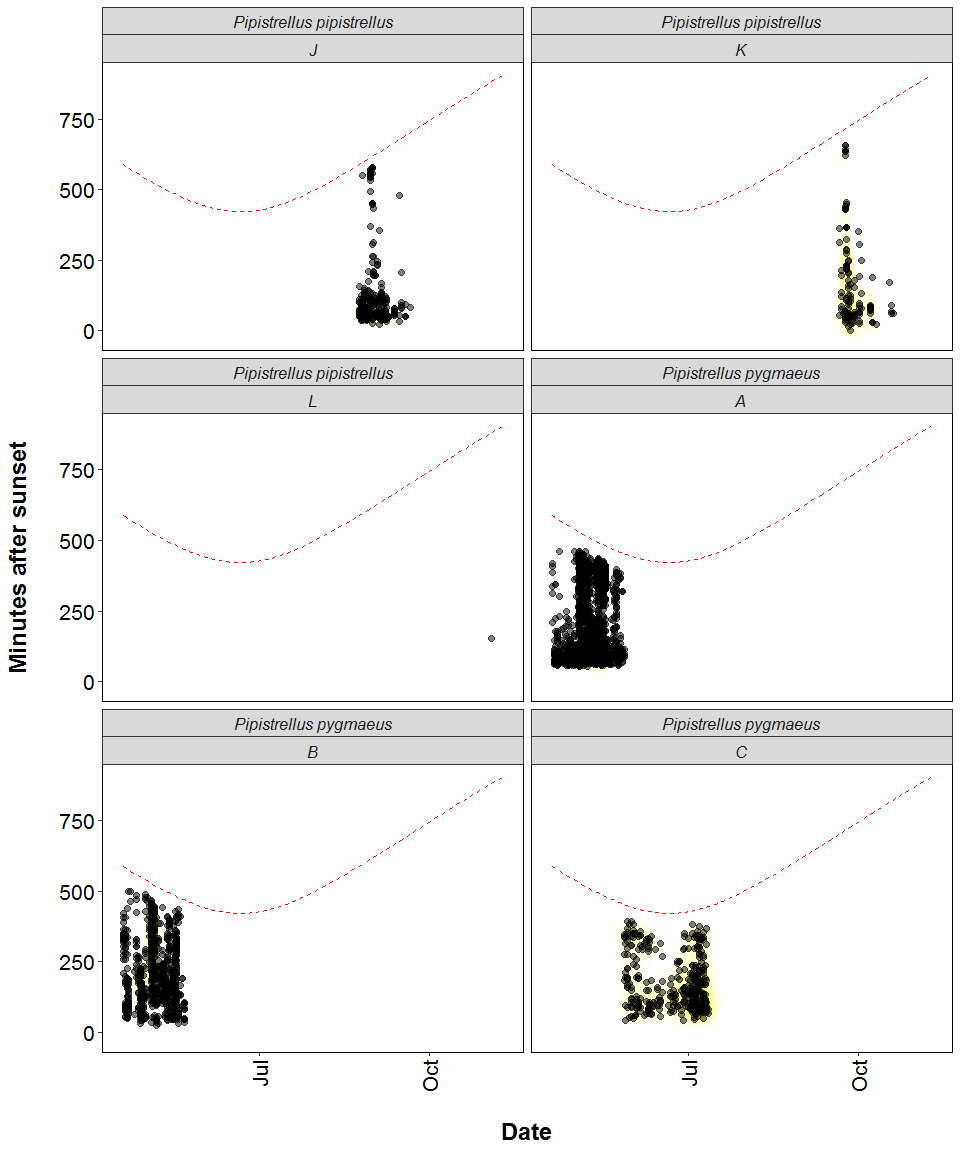 Pipistrellus pipistrellus
Pipistrellus pipistrellus
J
K
750
500
250
0
Pipistrellus pipistrellus
Pipistrellus pygmaeus
L
A
750
500
250
0
Minutes after sunset
Pipistrellus pygmaeus
Pipistrellus pygmaeus
B
C
750
500
250
0
Jul
Oct
Jul
Oct
Date